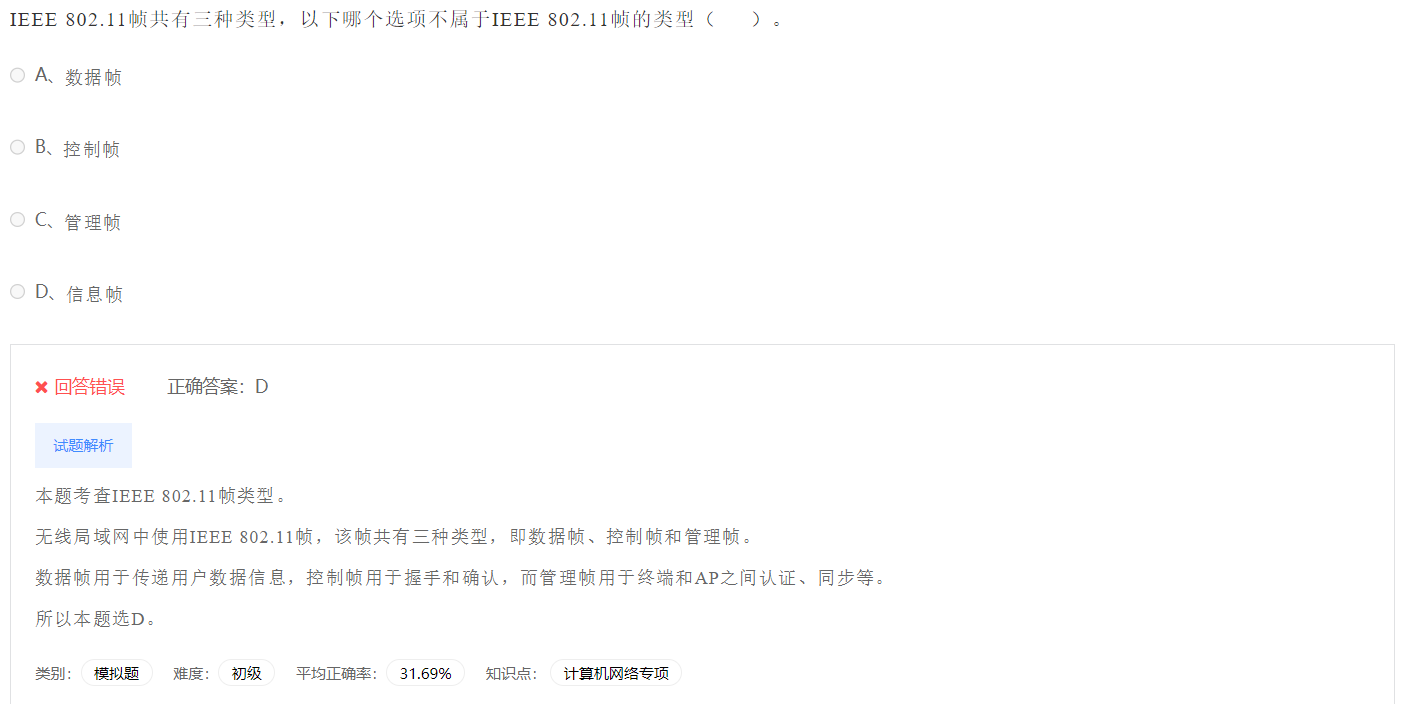 IEEE 802.11帧共有三种类型，以下哪个选项不属于IEEE 802.11帧的类型（　　）。
A、数据帧
B、控制帧
C、管理帧
D、信息帧
回答错误 正确答案：D
试题解析
本题考查IEEE 802.11帧类型。
无线局域网中使用IEEE 802.11帧，该帧共有三种类型，即数据帧、控制帧和管理帧。
数据帧用于传递用户数据信息，控制帧用于握手和确认，而管理帧用于终端和AP之间认证、同步等。
所以本题选D。
类别： 模拟题 难度： 初级 平均正确率： 31.69% 知识点： 计算机网络专项